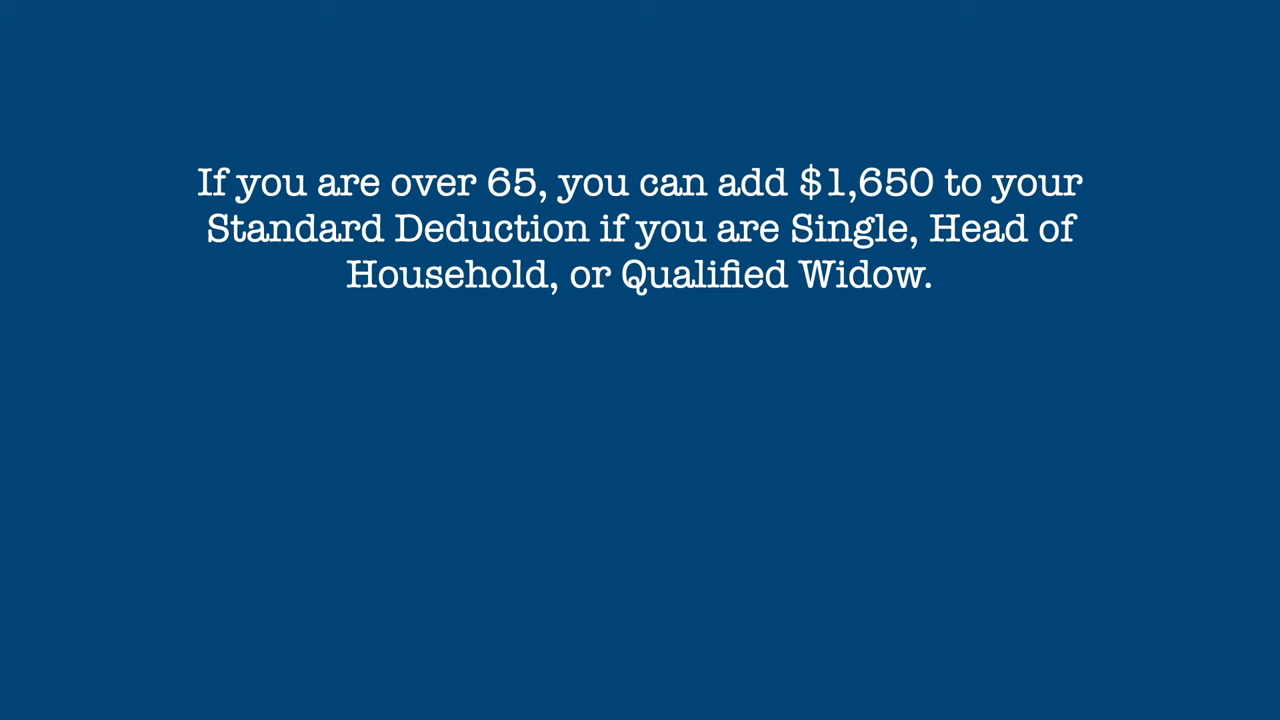 If you are over 65, you can add $1,650 to your
Standard Deduction if you are Single, Head of
Household, or Qualified Widow.